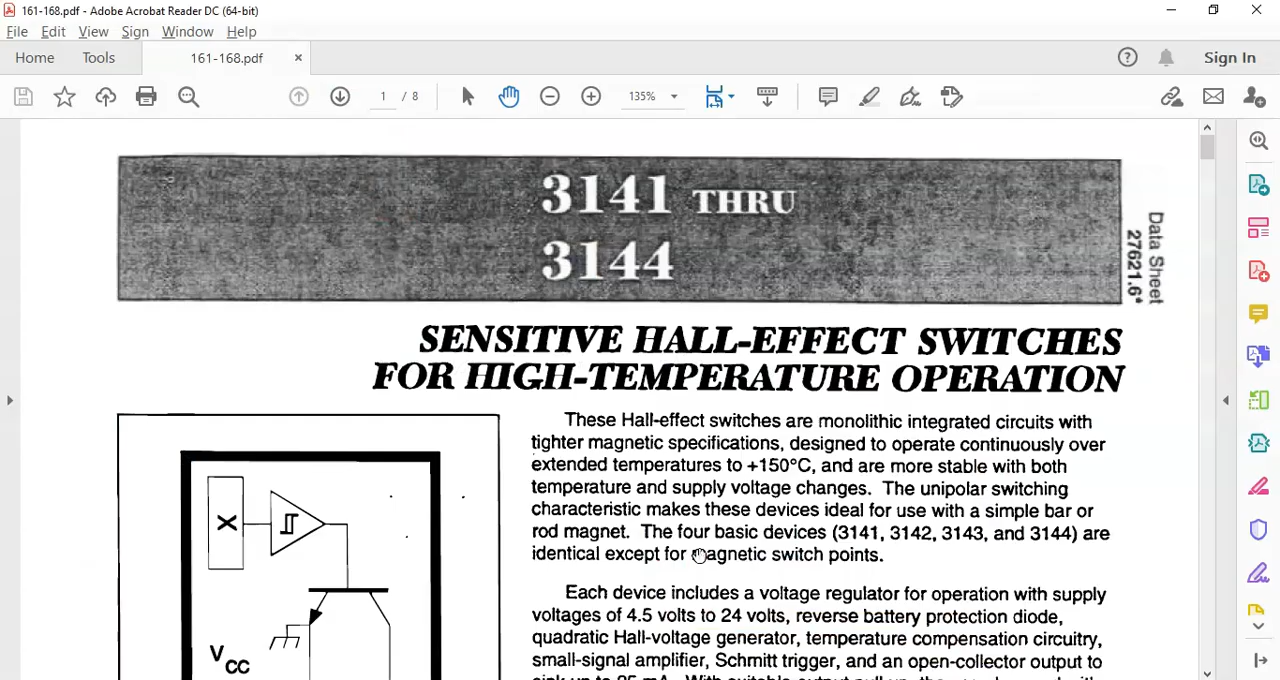 161-168.pdf - Adobe Acrobat Reader DC (64-bit)
File Edit View Sign Window Help
Home Tools 161-168.pdf Sign In
1 / 8 135%
3141 THRU
3144
Data Sheet
27621.6
SENSITIVE HALL-EFFECT SWITCHES
FOR HIGH-TEMPERATURE OPERATION
These Hall-effect switches are monolithic integrated circuits with
tighter magnetic specifications, designed to operate continuously over
extended temperatures to +150°C, and are more stable with both
temperature and supply voltage changes. The unipolar switching
characteristic makes these devices ideal for use with a simple bar or
rod magnet. The four basic devices (3141, 3142, 3143, and 3144) are
identical except for magnetic switch points.
Each device includes a voltage regulator for operation with supply
voltages of 4.5 volts to 24 volts, reverse battery protection diode,
quadratic Hall-voltage generator, temperature compensation circuitry,
small-signal amplifier, Schmitt trigger, and an open-collector output to
X
VCC